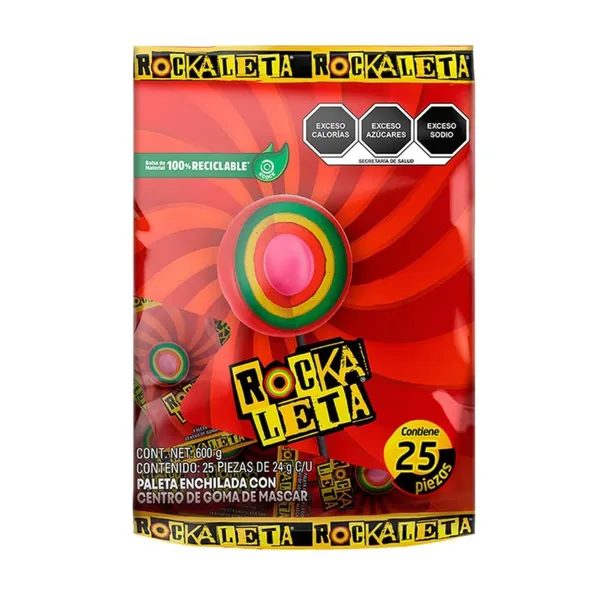 ROCKALETA ROCKALETA
EXCESO CALORÍAS
EXCESO AZÚCARES
EXCESO SODIO
SECRETARÍA DE SALUD
Bolsa de Material 100% RECICLABLE*
ROCKA
LETA
CONT. NET: 600 g
CONTENIDO: 25 PIEZAS DE 24 g C/U
PALETA ENCHILADA CON
CENTRO DE GOMA DE MASCAR
Contiene
25
piezas
ROCKALETA ROCKALETA